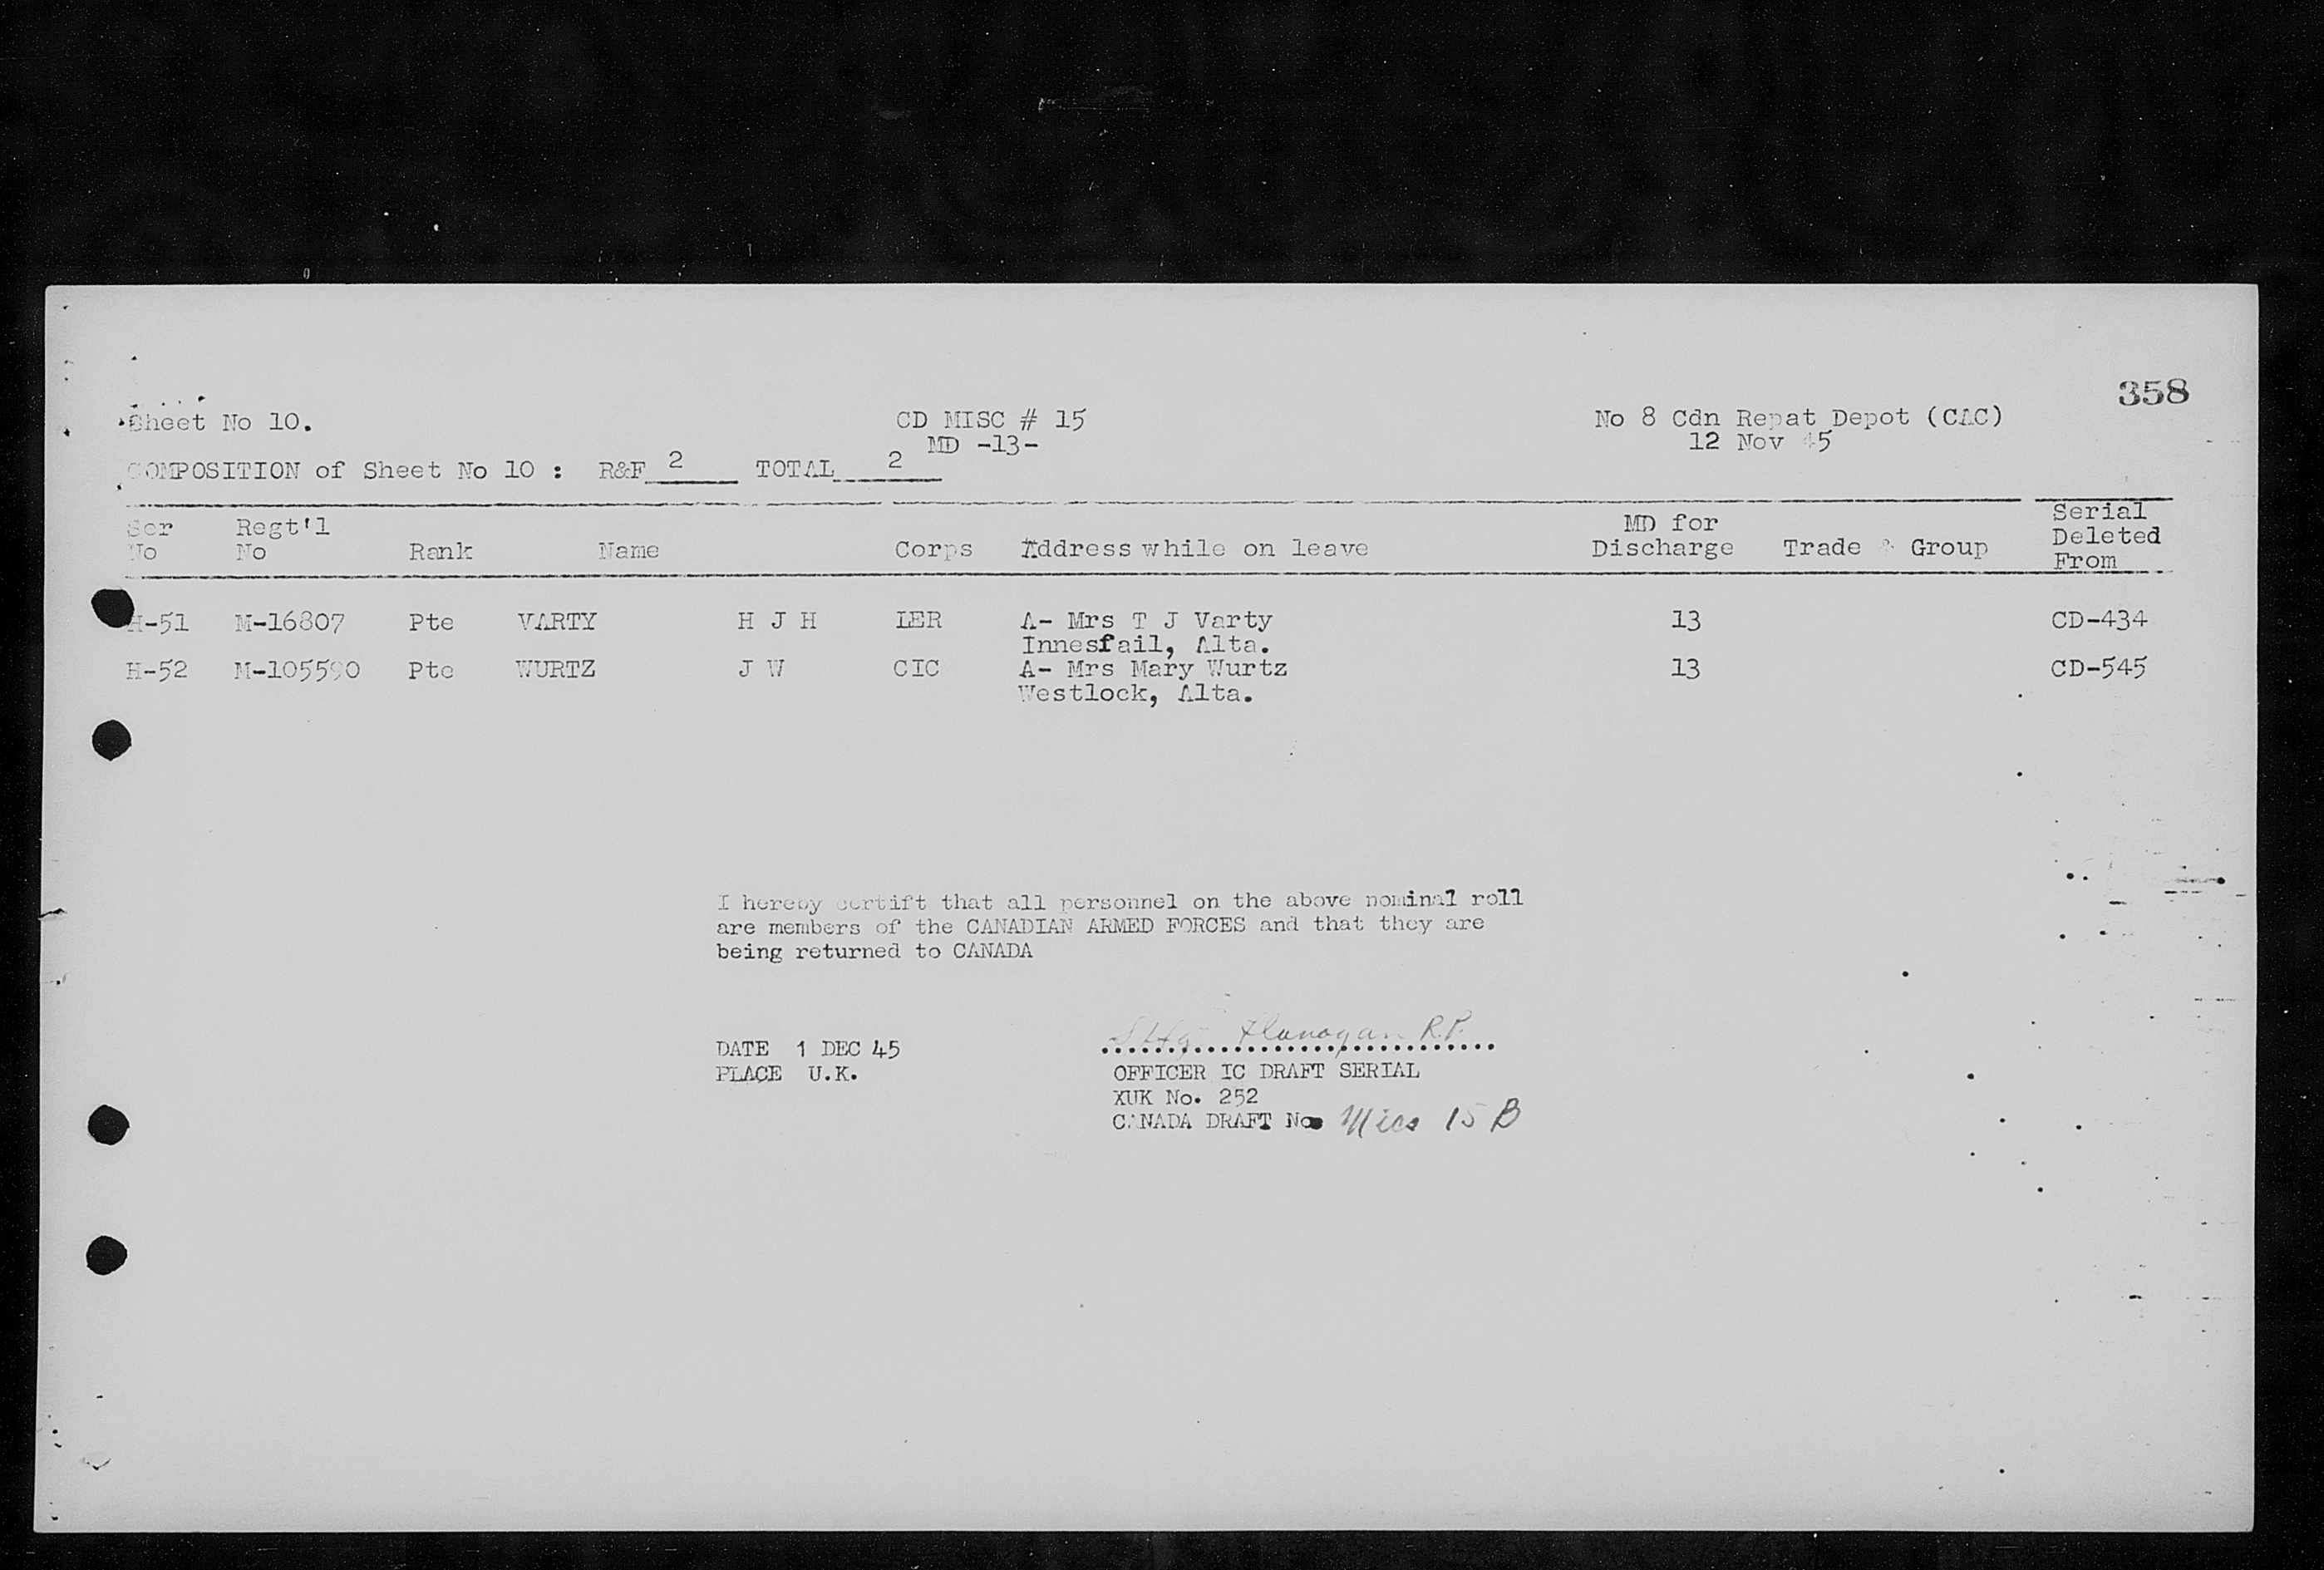 358
Sheet No 10. CD MISC # 15 No 8 Cdn Repat Depot (CAC)
MD -13- 12 Nov 45
COMPOSITION of Sheet No 10 : R&F 2 TOTAL 2
Ser No Regt'l No Rank Name Corps Address while on leave MD for Discharge Trade & Group Serial Deleted From
H-51 M-16807 Pte VARTY H J H LER A- Mrs T J Varty 13 CD-434
Innesfail, Alta.
H-52 M-105590 Pte WURTZ J W CIC A- Mrs Mary Wurtz 13 CD-545
Westlock, Alta.
I hereby certift that all personnel on the above nominal roll
are members of the CANADIAN ARMED FORCES and that they are
being returned to CANADA
Flanagan R.P.
DATE 1 DEC 45
PLACE U.K. OFFICER IC DRAFT SERIAL
XUK No. 252
CANADA DRAFT No 15 B